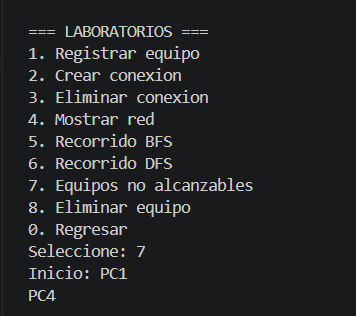 === LABORATORIOS ===
1. Registrar equipo
2. Crear conexion
3. Eliminar conexion
4. Mostrar red
5. Recorrido BFS
6. Recorrido DFS
7. Equipos no alcanzables
8. Eliminar equipo
0. Regresar
Seleccione: 7
Inicio: PC1
PC4